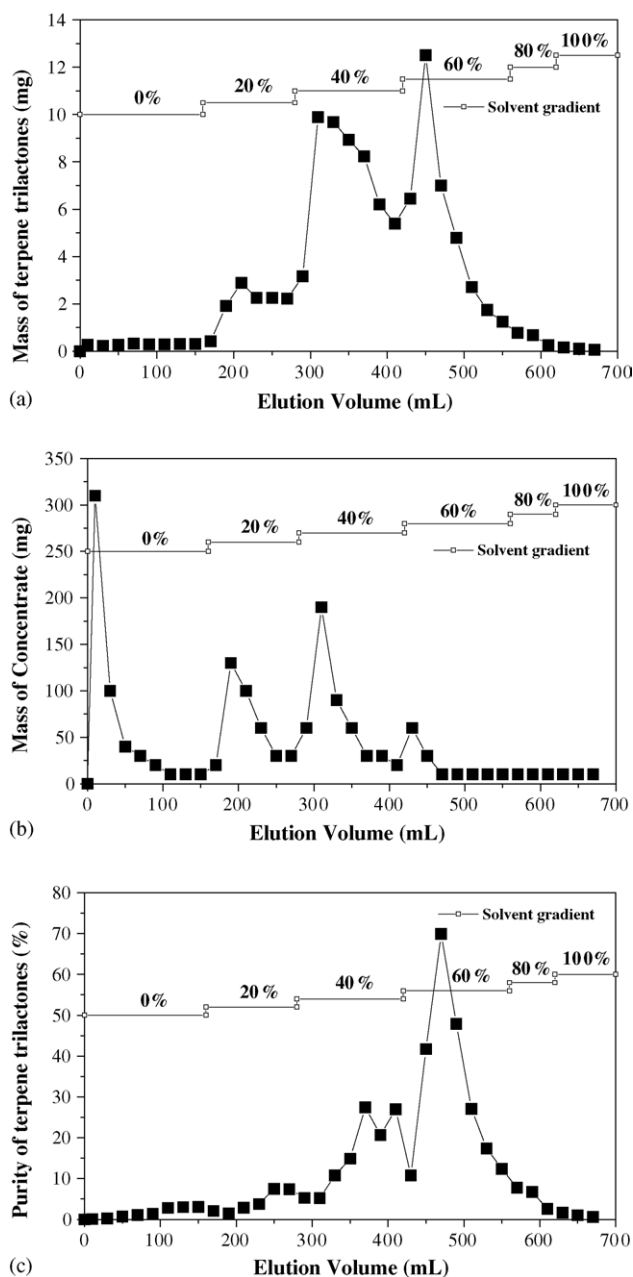 14
12
10
8
6
4
2
0
0%
20%
40%
60%
80%
100%
Solvent gradient
Mass of terpene trilactones (mg)
0 100 200 300 400 500 600 700
Elution Volume (mL)
(a)
350
300
250
200
150
100
50
0
0%
20%
40%
60%
80%
100%
Solvent gradient
Mass of Concentrate (mg)
0 100 200 300 400 500 600 700
Elution Volume (mL)
(b)
80
70
60
50
40
30
20
10
0
Solvent gradient
0%
20%
40%
60%
80%
100%
Purity of terpene trilactones (%)
0 100 200 300 400 500 600 700
Elution Volume (mL)
(c)